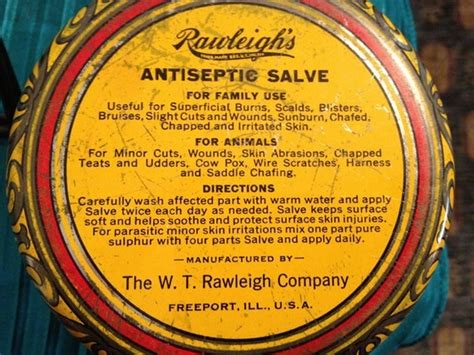 Rawleigh's
TRADE MARK REG. U.S. PAT. OFF.
ANTISEPTIC SALVE
FOR FAMILY USE
Useful for Superficial Burns, Scalds, Blisters,
Bruises, Slight Cuts and Wounds, Sunburn, Chafed,
Chapped and Irritated Skin.
FOR ANIMALS
For Minor Cuts, Wounds, Skin Abrasions, Chapped
Teats and Udders, Cow Pox, Wire Scratches, Harness
and Saddle Chafing.
DIRECTIONS
Carefully wash affected part with warm water and apply
Salve twice each day as needed. Salve keeps surface
soft and helps soothe and protect surface skin injuries.
For parasitic minor skin irritations mix one part pure
sulphur with four parts Salve and apply daily.
MANUFACTURED BY
The W. T. Rawleigh Company
FREEPORT, ILL., U.S.A.